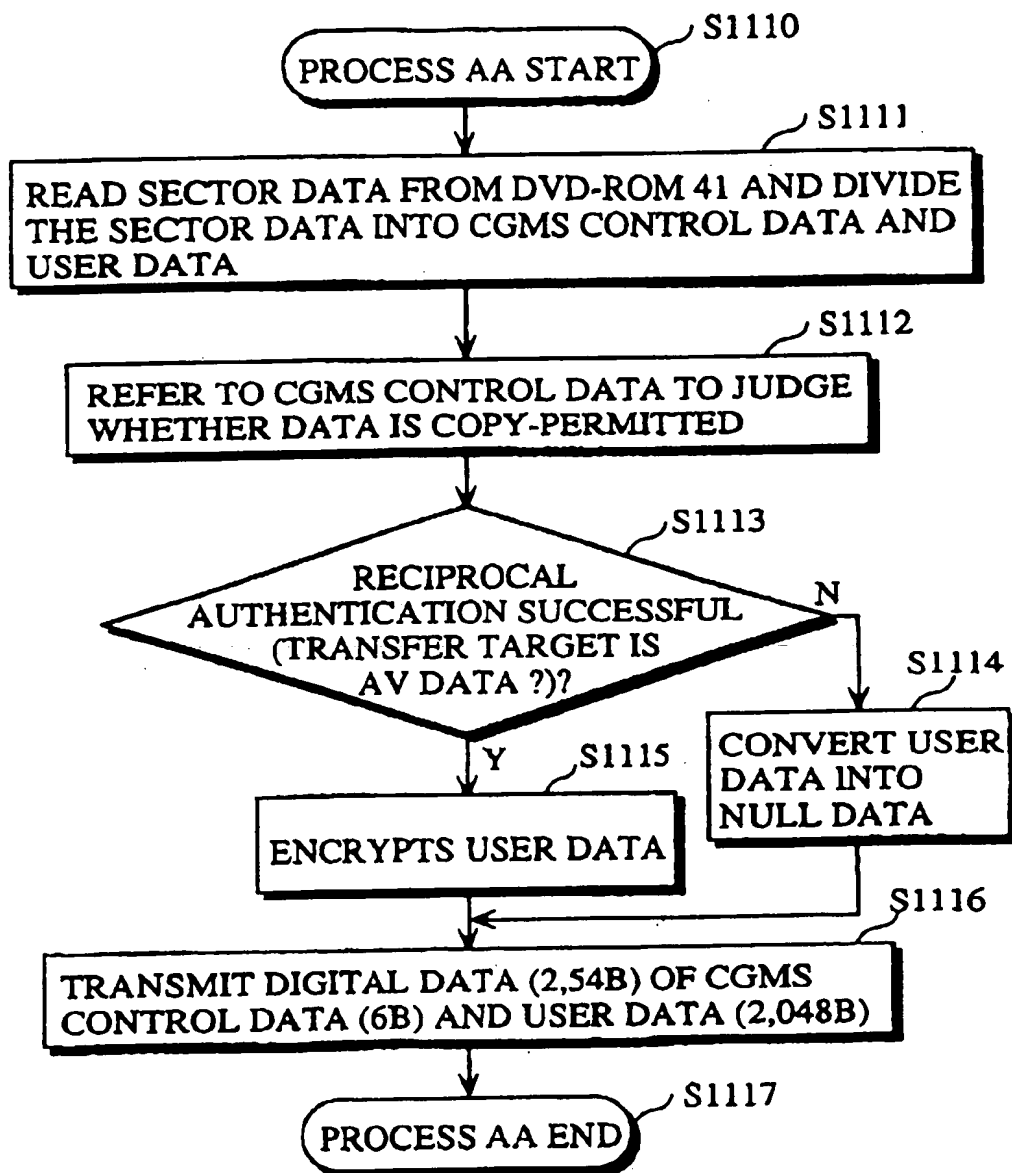 S1110
PROCESS AA START
S1111
READ SECTOR DATA FROM DVD-ROM 41 AND DIVIDE
THE SECTOR DATA INTO CGMS CONTROL DATA AND
USER DATA
S1112
REFER TO CGMS CONTROL DATA TO JUDGE
WHETHER DATA IS COPY-PERMITTED
S1113
RECIPROCAL
AUTHENTICATION SUCCESSFUL
(TRANSFER TARGET IS
AV DATA ?)?
N
S1114
CONVERT USER
DATA INTO
NULL DATA
Y
S1115
ENCRYPTS USER DATA
S1116
TRANSMIT DIGITAL DATA (2,54B) OF CGMS
CONTROL DATA (6B) AND USER DATA (2,048B)
S1117
PROCESS AA END